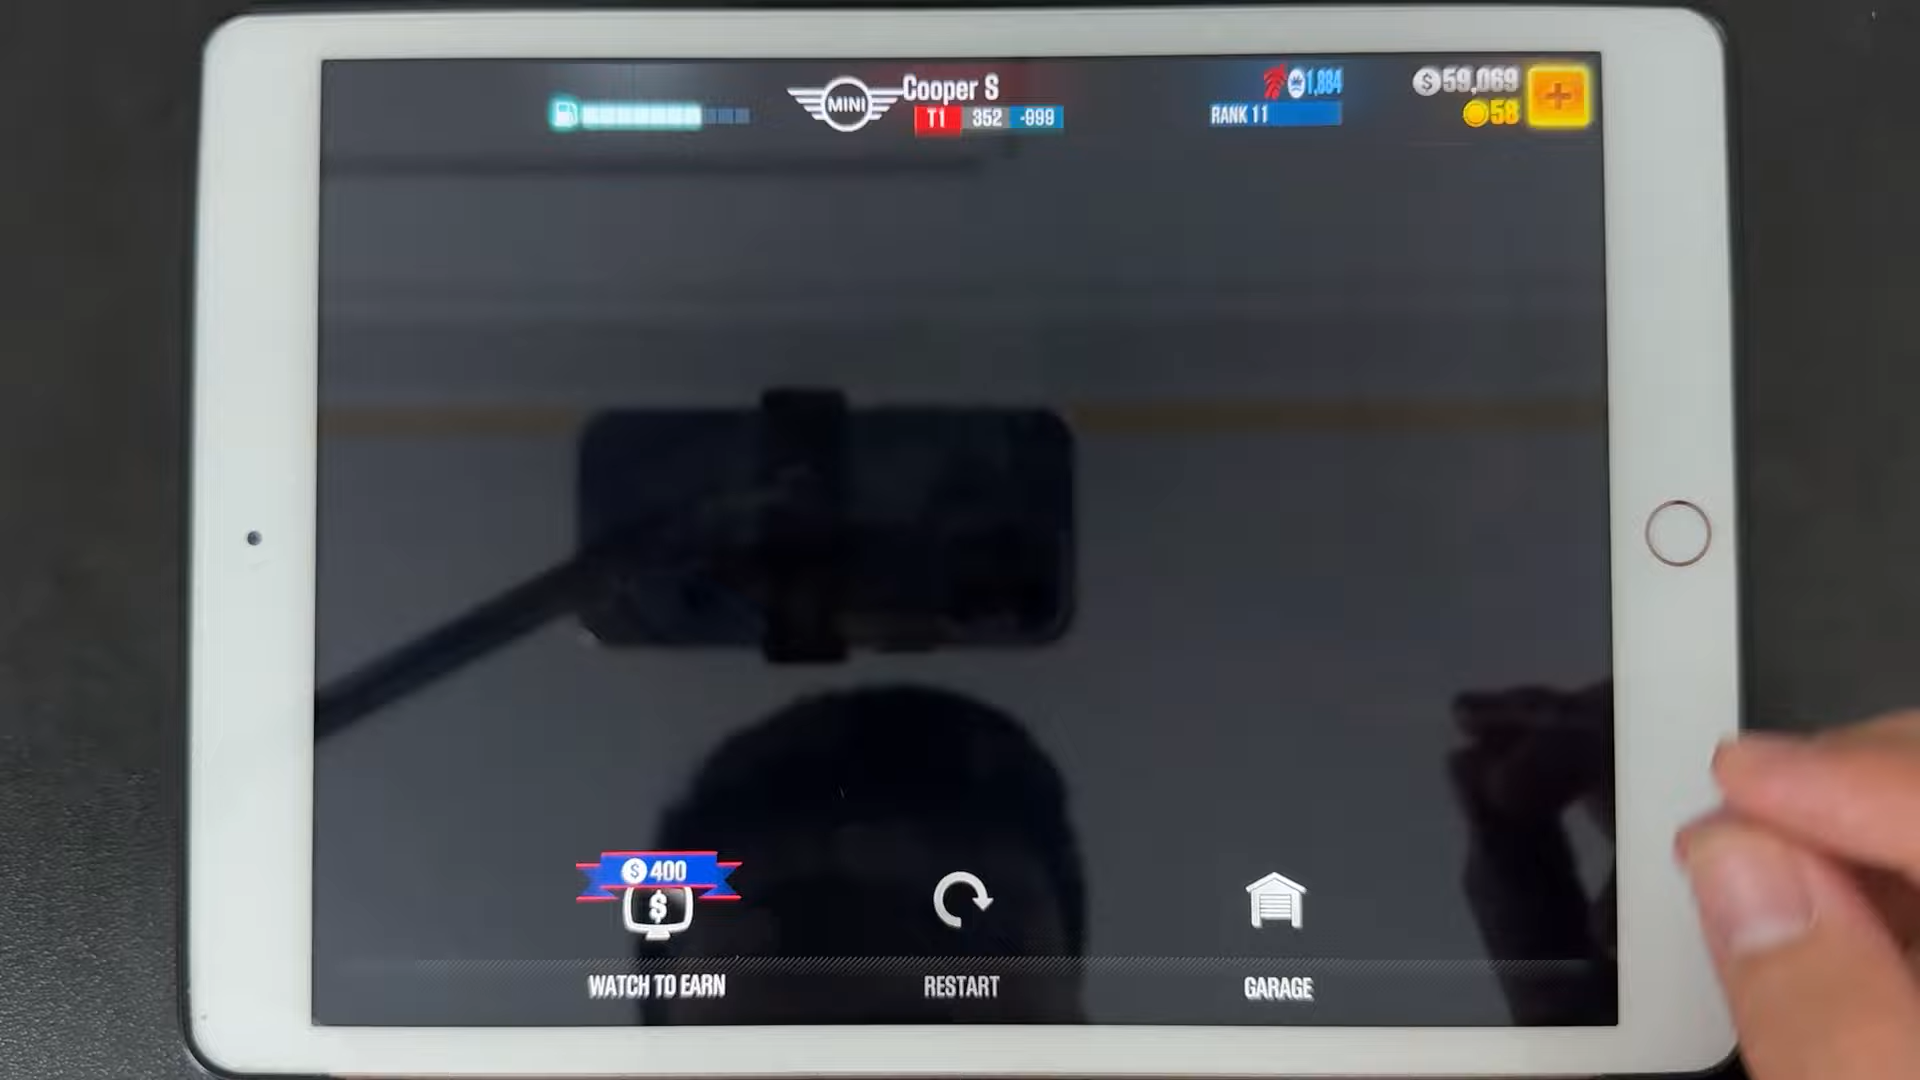 MINI
Cooper S
T1 352 -999
1,884
RANK 11
$59,069
58
$400
$
WATCH TO EARN
RESTART
GARAGE